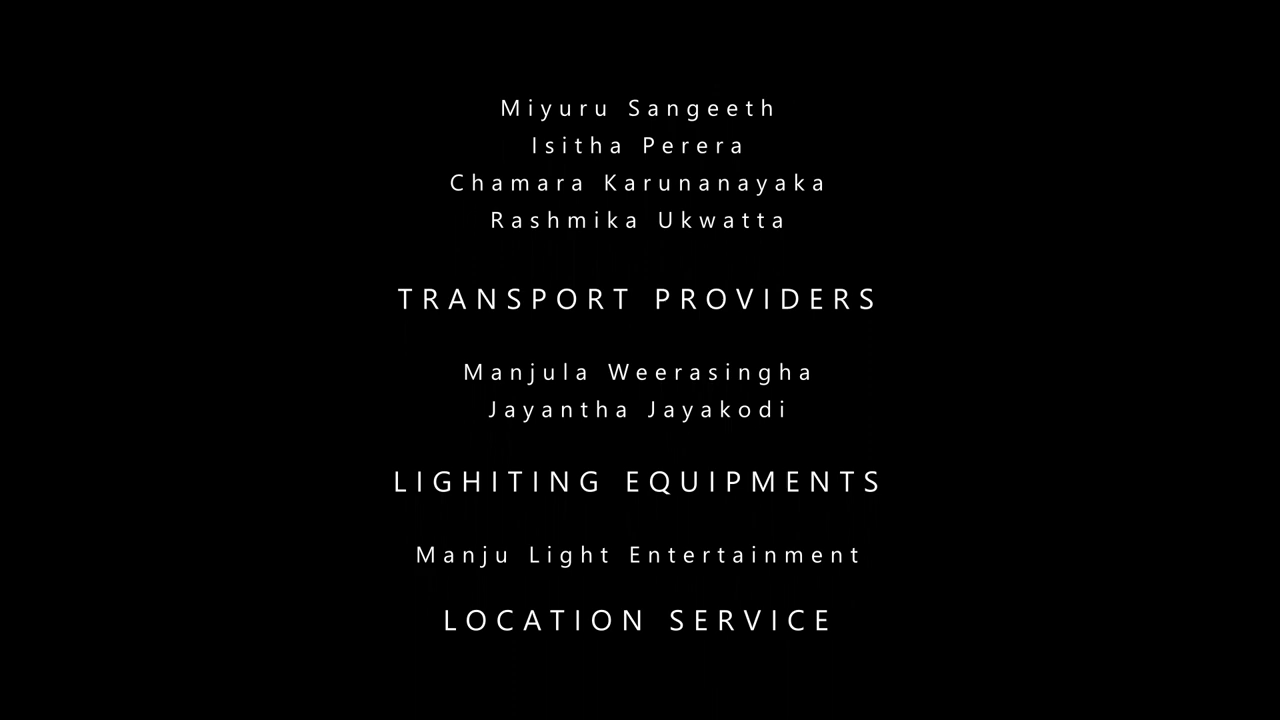 Miyuru Sangeeth
Isitha Perera
Chamara Karunanayaka
Rashmika Ukwatta
TRANSPORT PROVIDERS
Manjula Weerasingha
Jayantha Jayakodi
LIGHITING EQUIPMENTS
Manju Light Entertainment
LOCATION SERVICE